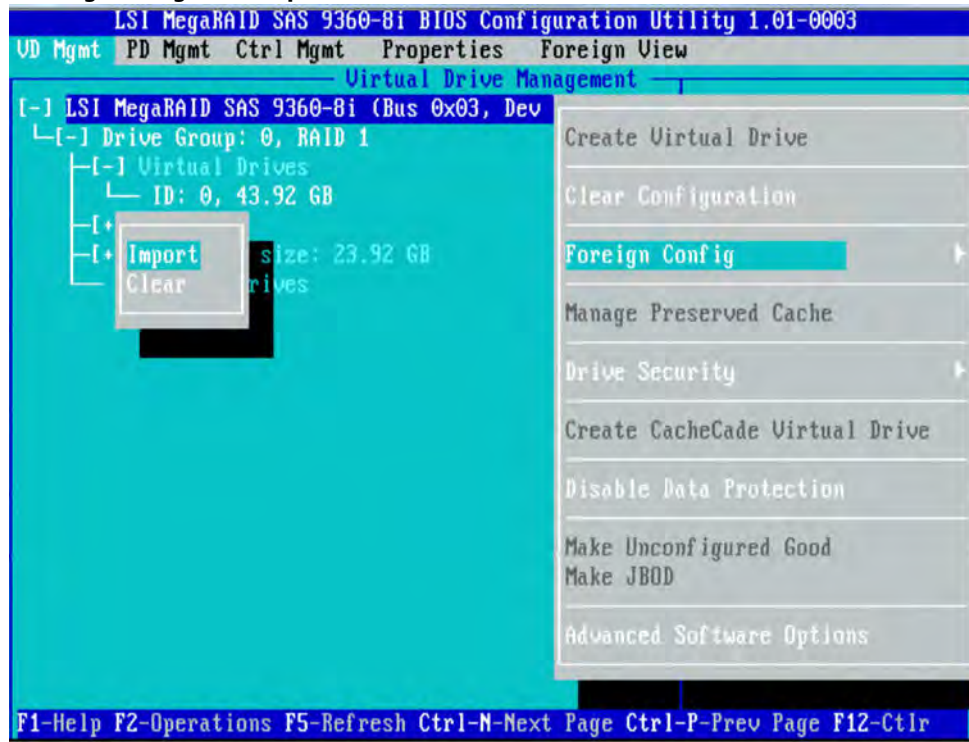 LSI MegaRAID SAS 9360-8i BIOS Configuration Utility 1.01-0003
VD Mgmt PD Mgmt Ctrl Mgmt Properties Foreign View
Virtual Drive Management
[-] LSI MegaRAID SAS 9360-8i (Bus 0x03, Dev
[-] Drive Group: 0, RAID 1
[-] Virtual Drives
ID: 0, 43.92 GB
[+
[+ size: 23.92 GB
rives
Import
Clear
Create Virtual Drive
Clear Configuration
Foreign Config
Manage Preserved Cache
Drive Security
Create CacheCade Virtual Drive
Disable Data Protection
Make Unconfigured Good
Make JBOD
Advanced Software Options
F1-Help F2-Operations F5-Refresh Ctrl-N-Next Page Ctrl-P-Prev Page F12-Ctlr